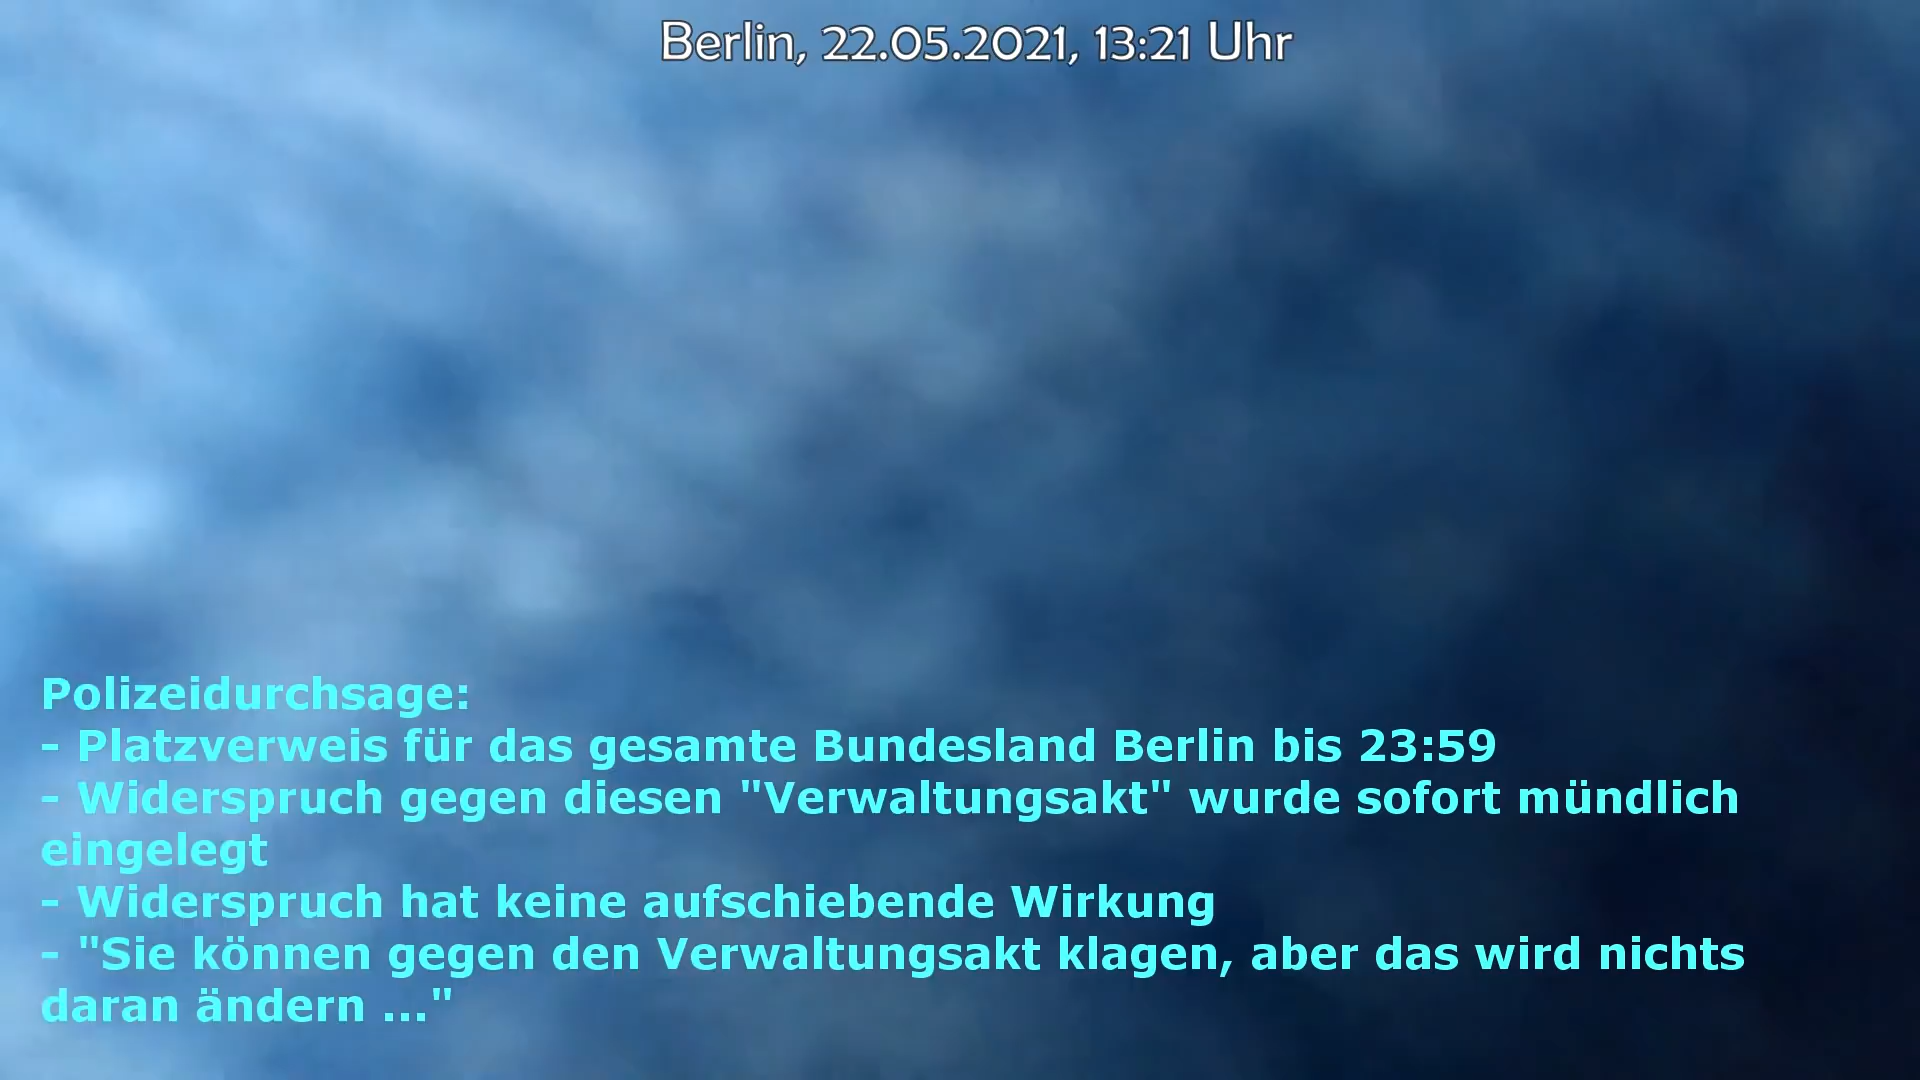 Berlin, 22.05.2021, 13:21 Uhr
Polizeidurchsage:
- Platzverweis für das gesamte Bundesland Berlin bis 23:59
- Widerspruch gegen diesen "Verwaltungsakt" wurde sofort mündlich
eingelegt
- Widerspruch hat keine aufschiebende Wirkung
- "Sie können gegen den Verwaltungsakt klagen, aber das wird nichts
daran ändern ..."